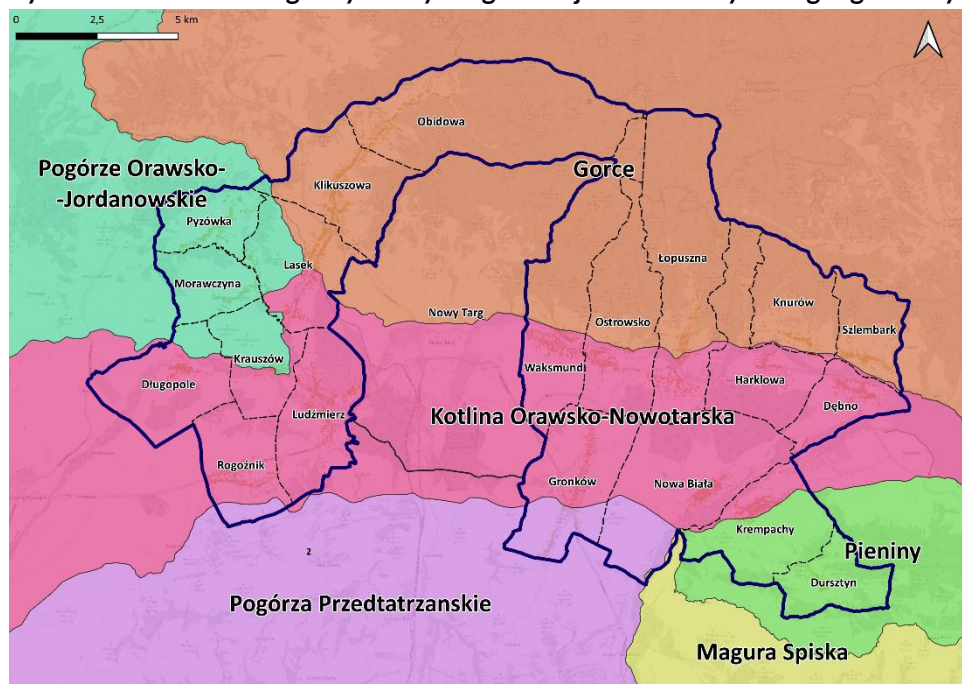 0 2,5 5 km
Obidowa
Pogórze Orawsko-
-Jordanowskie
Gorce
Klikuszowa
Pyzówka
Lasek
Łopuszna
Morawczyna
Knurów
Nowy Targ
Ostrowsko
Szlembark
Krauszów
Waksmund
Długopole
Harklowa
Ludźmierz
Kotlina Orawsko-Nowotarska
Dębno
Rogoźnik
Gronków
Nowa Biała
Krempachy
2
Pieniny
Dursztyn
Pogórza Przedtatrzanskie
Magura Spiska